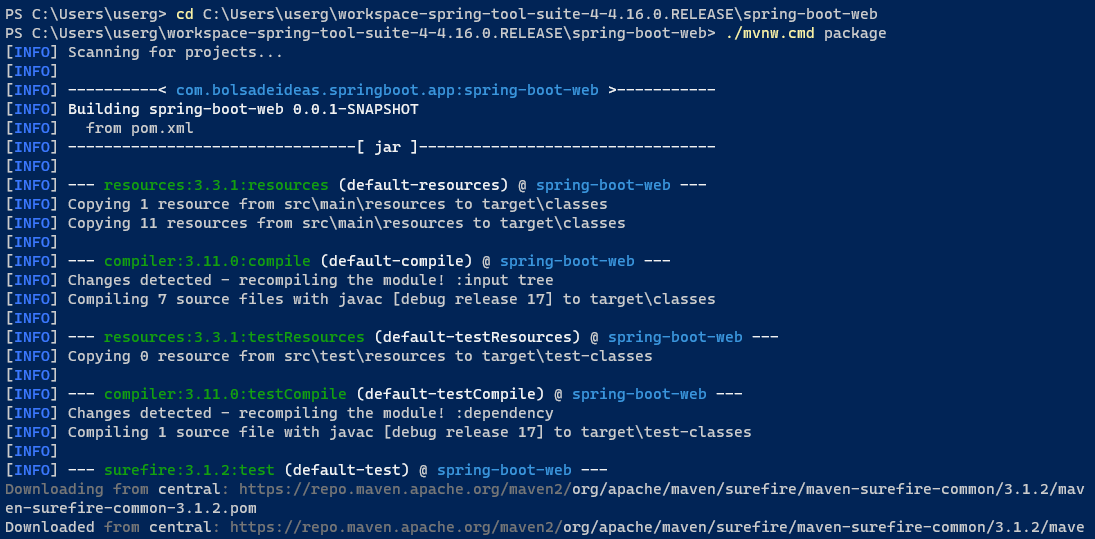 PS C:\Users\userg> cd C:\Users\userg\workspace-spring-tool-suite-4-4.16.0.RELEASE\spring-boot-web
PS C:\Users\userg\workspace-spring-tool-suite-4-4.16.0.RELEASE\spring-boot-web> ./mvnw.cmd package
[INFO] Scanning for projects...
[INFO]
[INFO] ----------< com.bolsadeideas.springboot.app:spring-boot-web >-----------
[INFO] Building spring-boot-web 0.0.1-SNAPSHOT
[INFO]   from pom.xml
[INFO] --------------------------------[ jar ]---------------------------------
[INFO]
[INFO] --- resources:3.3.1:resources (default-resources) @ spring-boot-web ---
[INFO] Copying 1 resource from src\main\resources to target\classes
[INFO] Copying 11 resources from src\main\resources to target\classes
[INFO]
[INFO] --- compiler:3.11.0:compile (default-compile) @ spring-boot-web ---
[INFO] Changes detected - recompiling the module! :input tree
[INFO] Compiling 7 source files with javac [debug release 17] to target\classes
[INFO]
[INFO] --- resources:3.3.1:testResources (default-testResources) @ spring-boot-web ---
[INFO] Copying 0 resource from src\test\resources to target\test-classes
[INFO]
[INFO] --- compiler:3.11.0:testCompile (default-testCompile) @ spring-boot-web ---
[INFO] Changes detected - recompiling the module! :dependency
[INFO] Compiling 1 source file with javac [debug release 17] to target\test-classes
[INFO]
[INFO] --- surefire:3.1.2:test (default-test) @ spring-boot-web ---
Downloading from central: https://repo.maven.apache.org/maven2/org/apache/maven/surefire/maven-surefire-common/3.1.2/mav
en-surefire-common-3.1.2.pom
Downloaded from central: https://repo.maven.apache.org/maven2/org/apache/maven/surefire/maven-surefire-common/3.1.2/mave